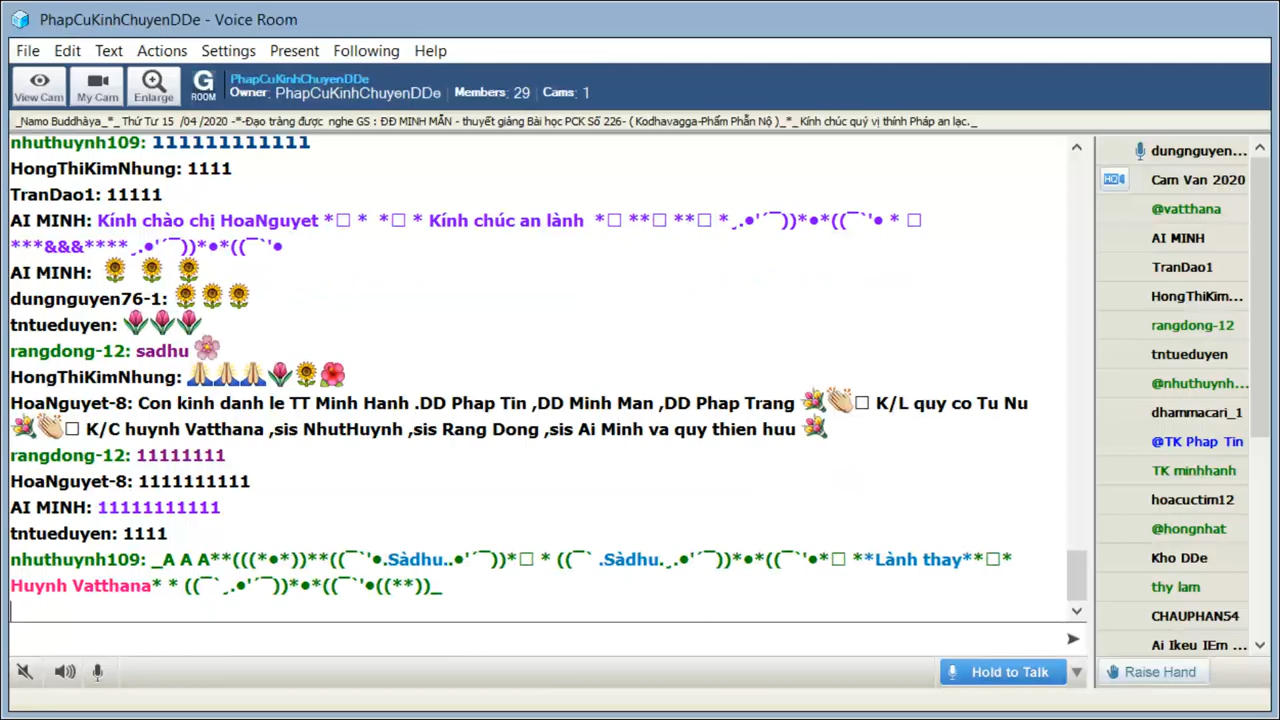 PhapCuKinhChuyenDDe - Voice Room
File Edit Text Actions Settings Present Following Help
View Cam My Cam Enlarge G ROOM
PhapCuKinhChuyenDDe
Owner: PhapCuKinhChuyenDDe Members: 29 Cams: 1
_Namo Buddhàya_*_ Thứ Tư 15 /04 /2020 -*-Đạo tràng được nghe GS : ĐĐ MINH MẪN - thuyết giảng Bài học PCK Số 226- ( Kodhavagga-Phẩm Phẫn Nộ )_*_ Kính chúc quý vị thính Pháp an lạc._
nhuthuynh109: 111111111111
HongThiKimNhung: 1111
TranDao1: 11111
AI MINH: Kính chào chị HoaNguyet *□ * *□ * Kính chúc an lành *□ **□ **□ *¸.●'´¯))*●*((¯`'● * □
***&&&****¸.●'´¯))*●*((¯`'●
AI MINH: 🌻 🌻 🌻
dungnguyen76-1: 🌻🌻🌻
tntueduyen: 🌷🌷🌷
rangdong-12: sadhu 🌸
HongThiKimNhung: 🙏🏻🙏🏻🙏🏻🌷🌻🌺
HoaNguyet-8: Con kinh danh le TT Minh Hanh .DD Phap Tin ,DD Minh Man ,DD Phap Trang 💐👏🏻□ K/L quy co Tu Nu
💐👏🏻□ K/C huynh Vatthana ,sis NhutHuynh ,sis Rang Dong ,sis Ai Minh va quy thien huu 💐
rangdong-12: 11111111
HoaNguyet-8: 1111111111
AI MINH: 11111111111
tntueduyen: 1111
nhuthuynh109: _A A A**(((*●*))**((¯`'●.Sàdhu..●'´¯))*□ * ((¯` .Sàdhu.¸.●'´¯))*●*((¯`'●*□ **Lành thay**□*
Huynh Vatthana* * ((¯`¸.●'´¯))*●*((¯`'●((**))_
Hold to Talk
dungnguyen...
Cam Van 2020
@vatthana
AI MINH
TranDao1
HongThiKim...
rangdong-12
tntueduyen
@nhuthuynh...
dhammacari_1
@TK Phap Tin
TK minhhanh
hoacuctim12
@hongnhat
Kho DDe
thy lam
CHAUPHAN54
Ai Ikeu IEm ...
Raise Hand